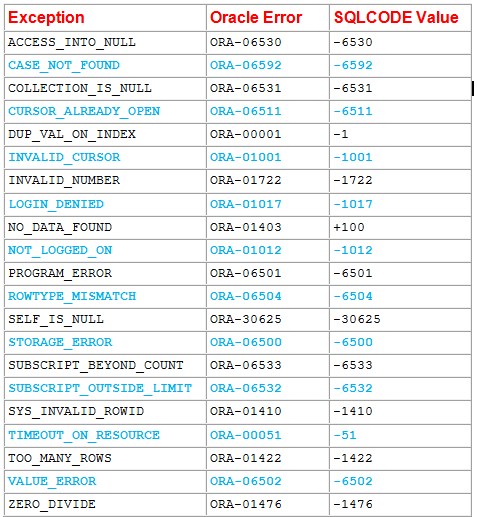 Exception Oracle Error SQLCODE Value
ACCESS_INTO_NULL ORA-06530 -6530
CASE_NOT_FOUND ORA-06592 -6592
COLLECTION_IS_NULL ORA-06531 -6531
CURSOR_ALREADY_OPEN ORA-06511 -6511
DUP_VAL_ON_INDEX ORA-00001 -1
INVALID_CURSOR ORA-01001 -1001
INVALID_NUMBER ORA-01722 -1722
LOGIN_DENIED ORA-01017 -1017
NO_DATA_FOUND ORA-01403 +100
NOT_LOGGED_ON ORA-01012 -1012
PROGRAM_ERROR ORA-06501 -6501
ROWTYPE_MISMATCH ORA-06504 -6504
SELF_IS_NULL ORA-30625 -30625
STORAGE_ERROR ORA-06500 -6500
SUBSCRIPT_BEYOND_COUNT ORA-06533 -6533
SUBSCRIPT_OUTSIDE_LIMIT ORA-06532 -6532
SYS_INVALID_ROWID ORA-01410 -1410
TIMEOUT_ON_RESOURCE ORA-00051 -51
TOO_MANY_ROWS ORA-01422 -1422
VALUE_ERROR ORA-06502 -6502
ZERO_DIVIDE ORA-01476 -1476